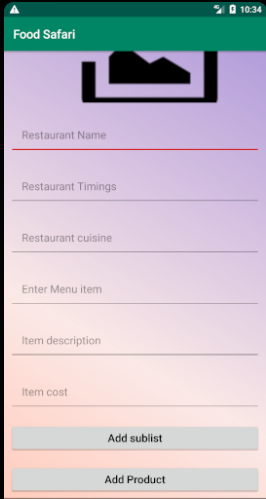 10:34
Food Safari
Restaurant Name
Restaurant Timings
Restaurant cuisine
Enter Menu item
Item description
Item cost
Add sublist
Add Product